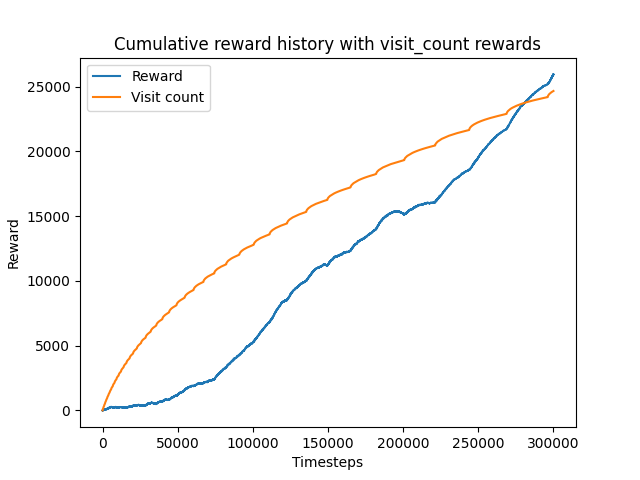 Cumulative reward history with visit_count rewards
Reward
Visit count
25000
20000
15000
10000
5000
0
Reward
0 50000 100000 150000 200000 250000 300000
Timesteps